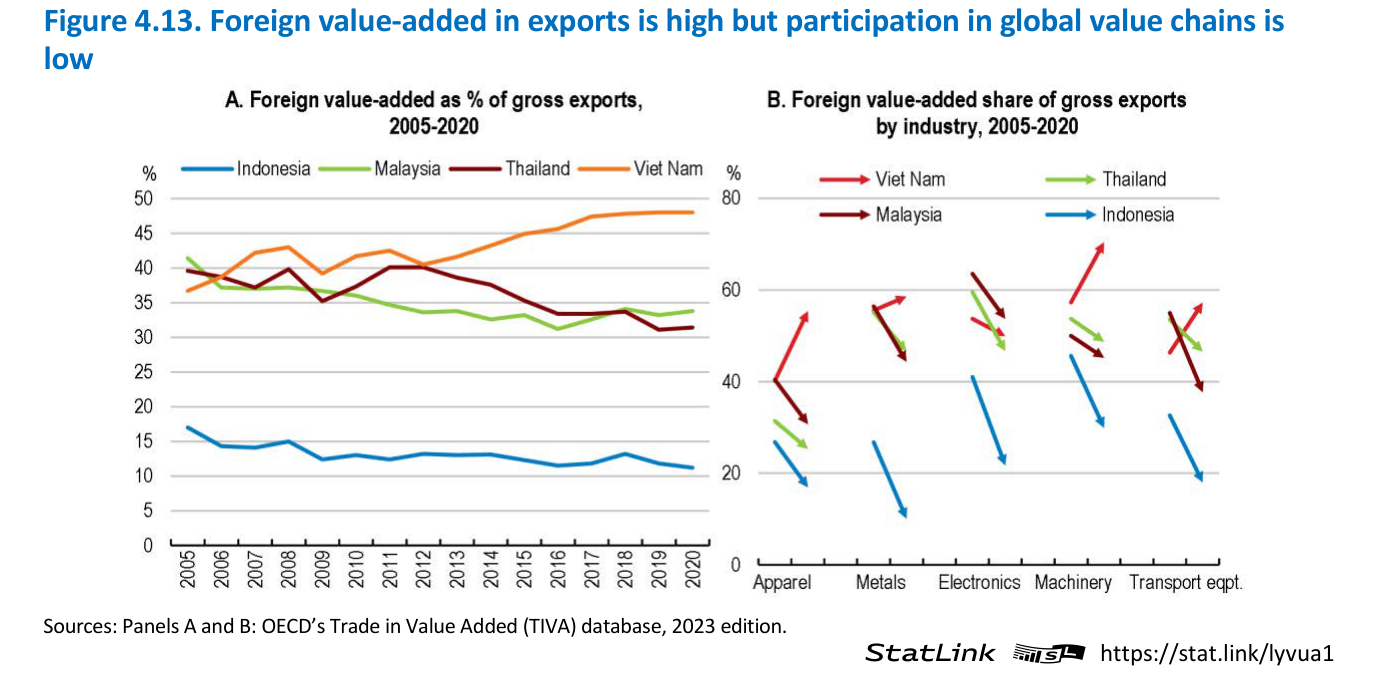 Figure 4.13. Foreign value-added in exports is high but participation in global value chains is
low
A. Foreign value-added as % of gross exports,
2005-2020
% Indonesia Malaysia Thailand Viet Nam
50
45
40
35
30
25
20
15
10
5
0
2005 2006 2007 2008 2009 2010 2011 2012 2013 2014 2015 2016 2017 2018 2019 2020
B. Foreign value-added share of gross exports
by industry, 2005-2020
% Viet Nam Thailand
80
Malaysia Indonesia
60
40
20
0
Apparel Metals Electronics Machinery Transport eqpt.
Sources: Panels A and B: OECD’s Trade in Value Added (TIVA) database, 2023 edition.
StatLink https://stat.link/lyvua1